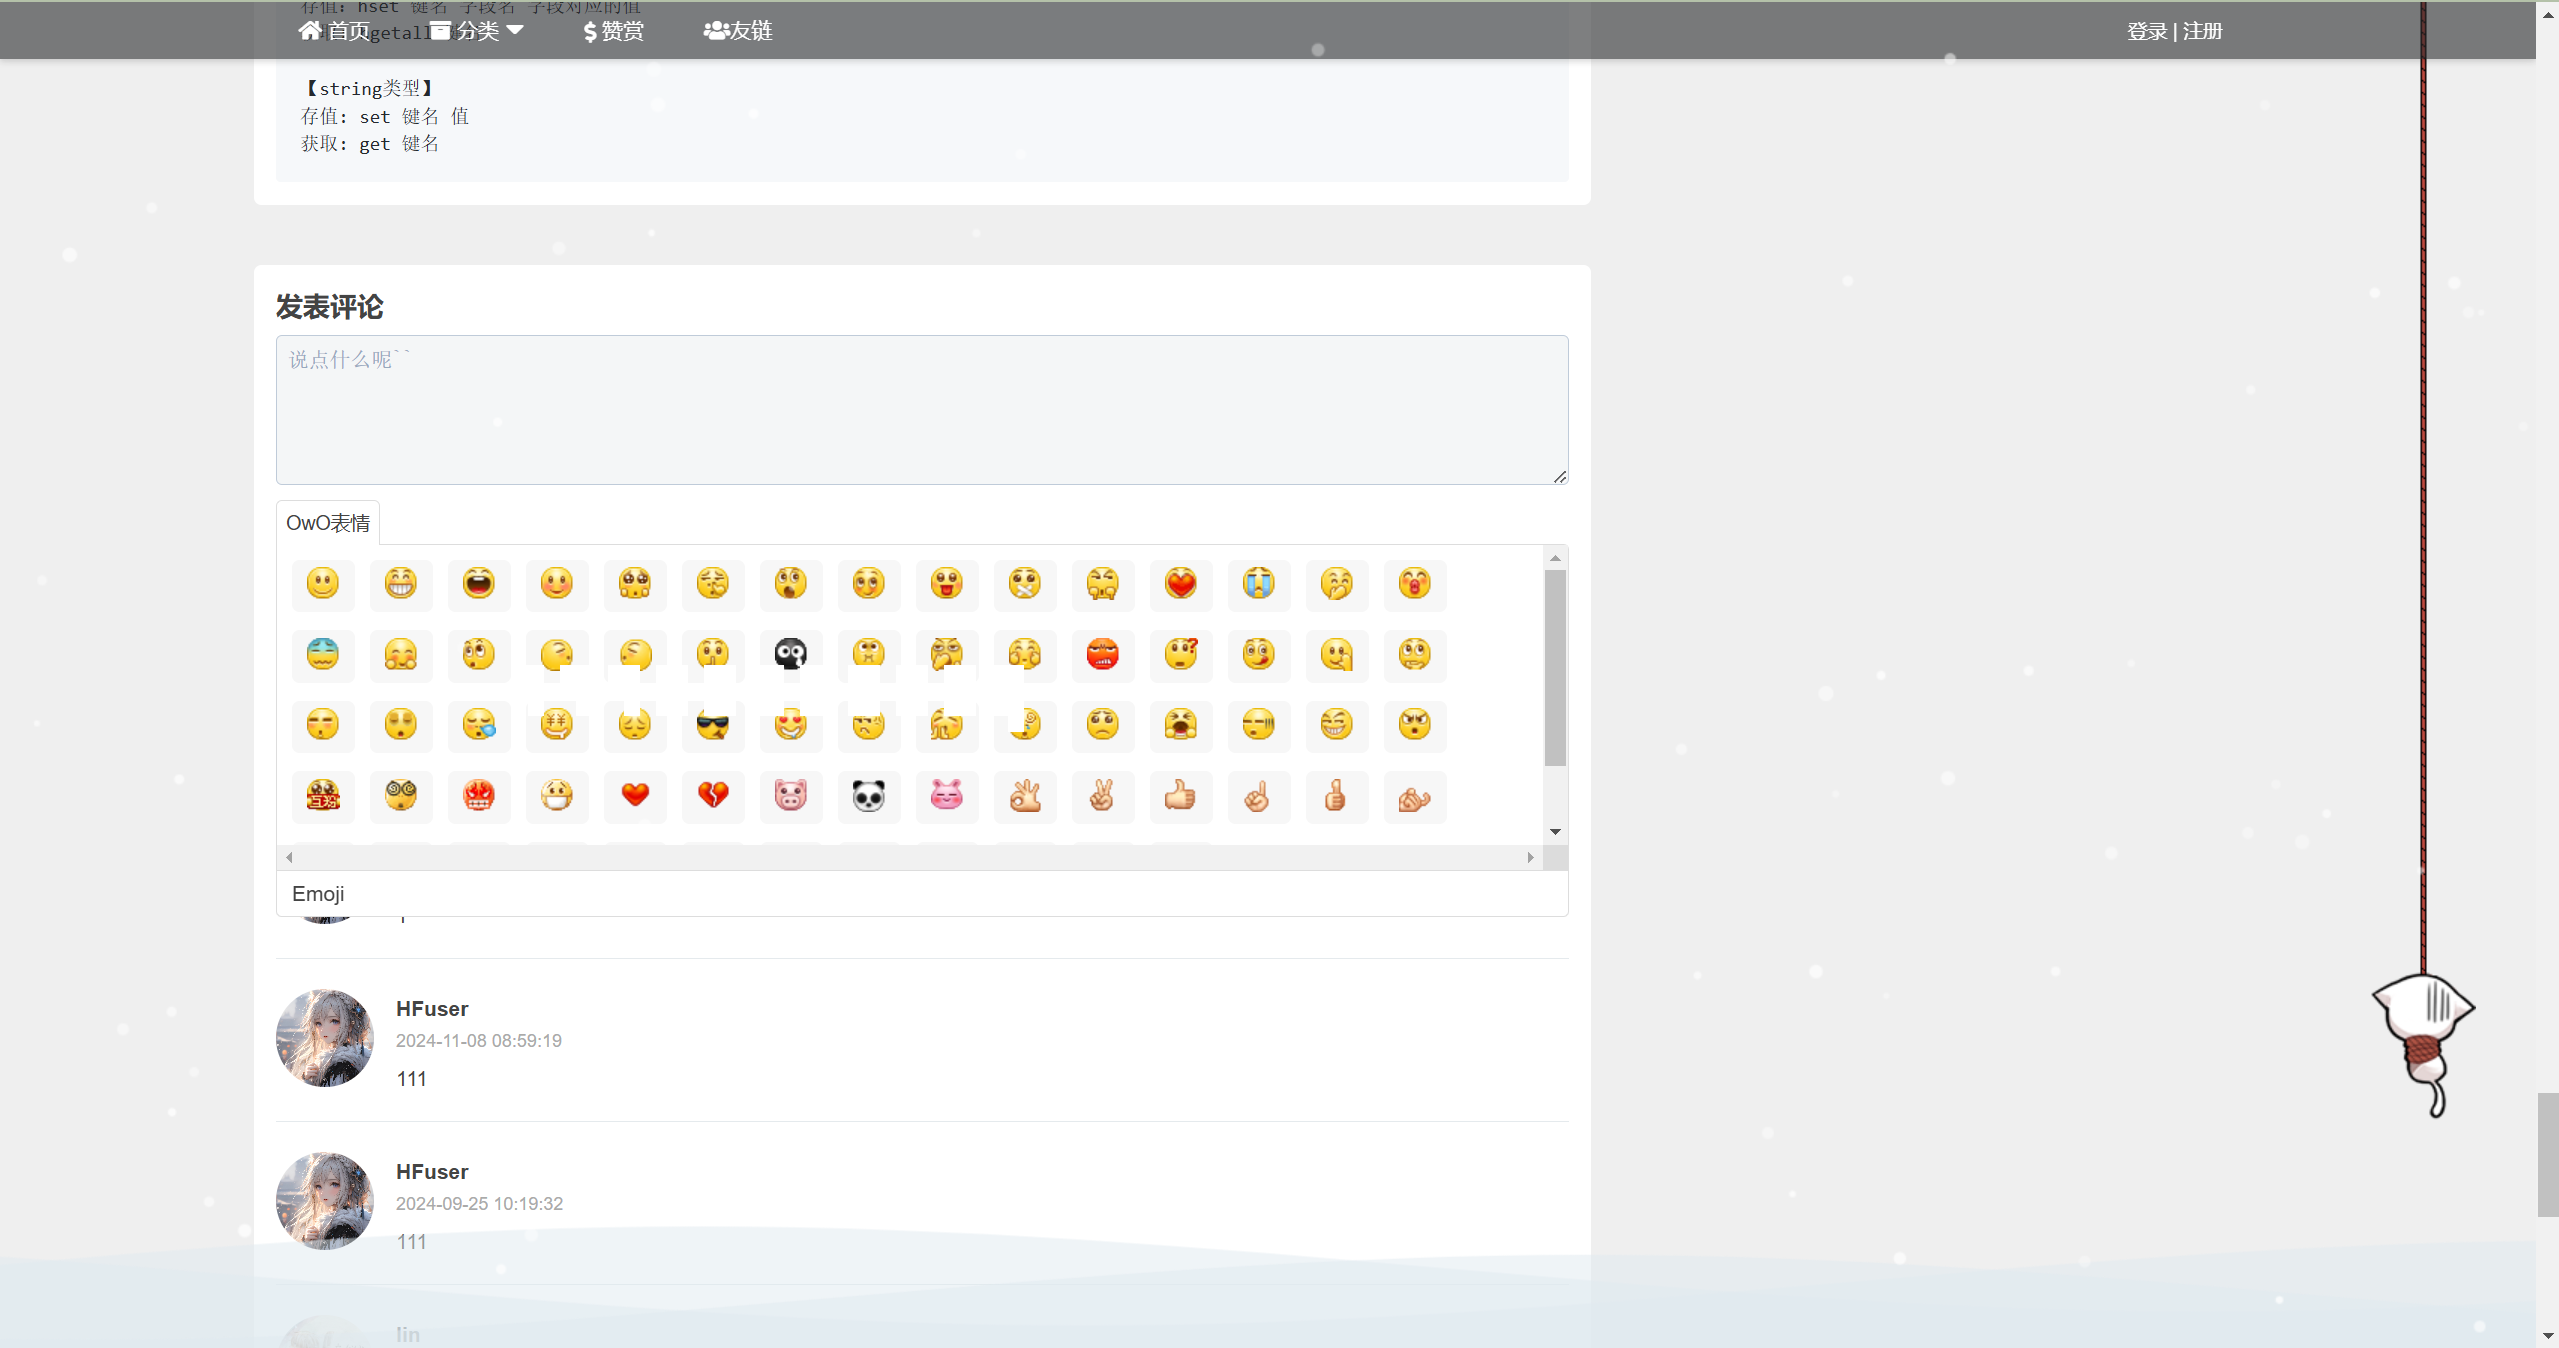 存值: hset 键名 字段名 字段对应的值
首页 分类 赞赏 友链 登录 | 注册
【string类型】
存值: set 键名 值
获取: get 键名
发表评论
说点什么呢``
OwO表情
互粉
Emoji
HFuser
2024-11-08 08:59:19
111
HFuser
2024-09-25 10:19:32
111
lin